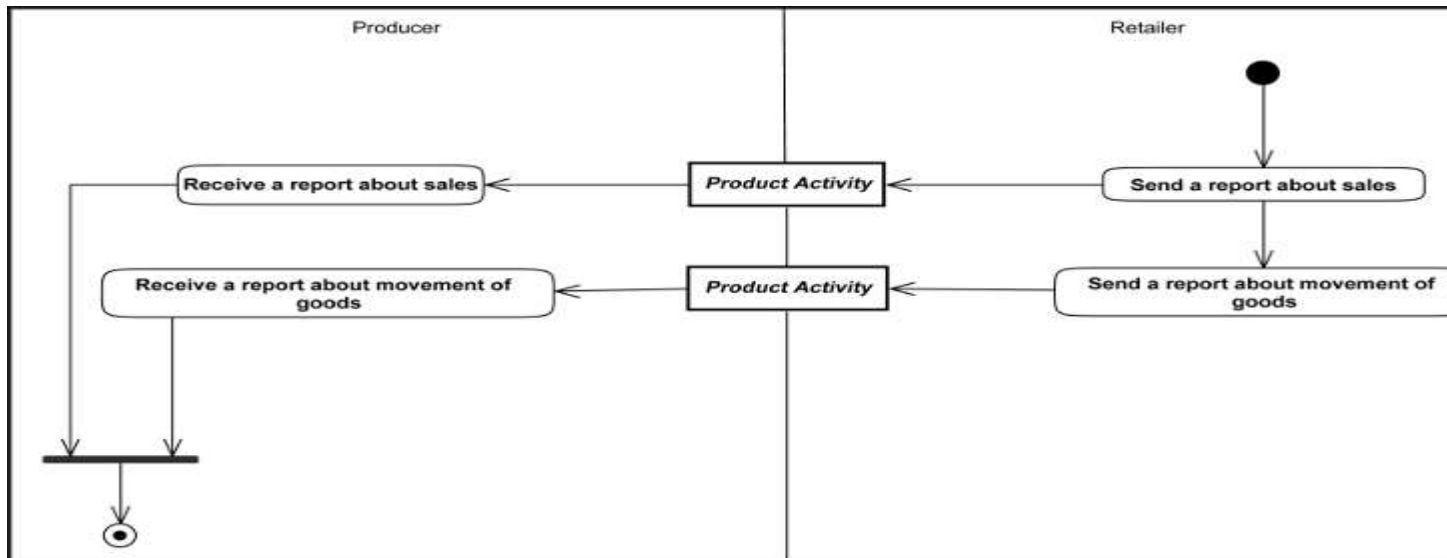 Producer
Retailer
Receive a report about sales
Product Activity
Send a report about sales
Receive a report about movement of
goods
Product Activity
Send a report about movement of
goods